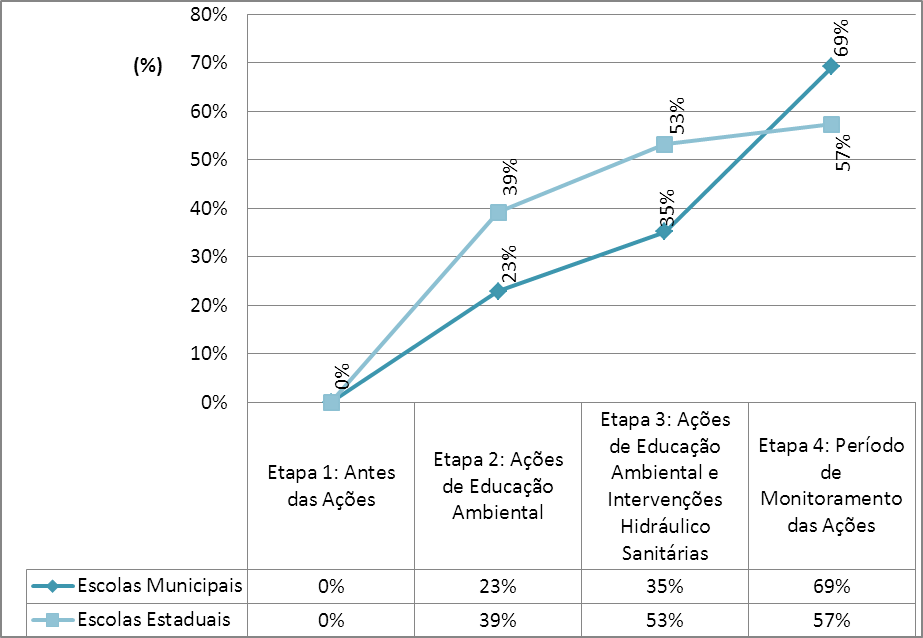 80%
(%)
70%
60%
50%
40%
30%
20%
10%
0%
0%
39%
23%
53%
35%
69%
57%
Etapa 1: Antes
das Ações
Etapa 2: Ações
de Educação
Ambiental
Etapa 3: Ações
de Educação
Ambiental e
Intervenções
Hidráulico
Sanitárias
Etapa 4: Período
de
Monitoramento
das Ações
Escolas Municipais 0% 23% 35% 69%
Escolas Estaduais 0% 39% 53% 57%